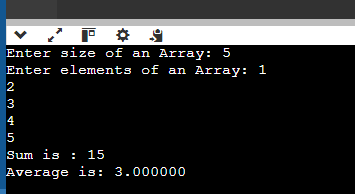 Enter size of an Array: 5
Enter elements of an Array: 1
2
3
4
5
Sum is : 15
Average is: 3.000000